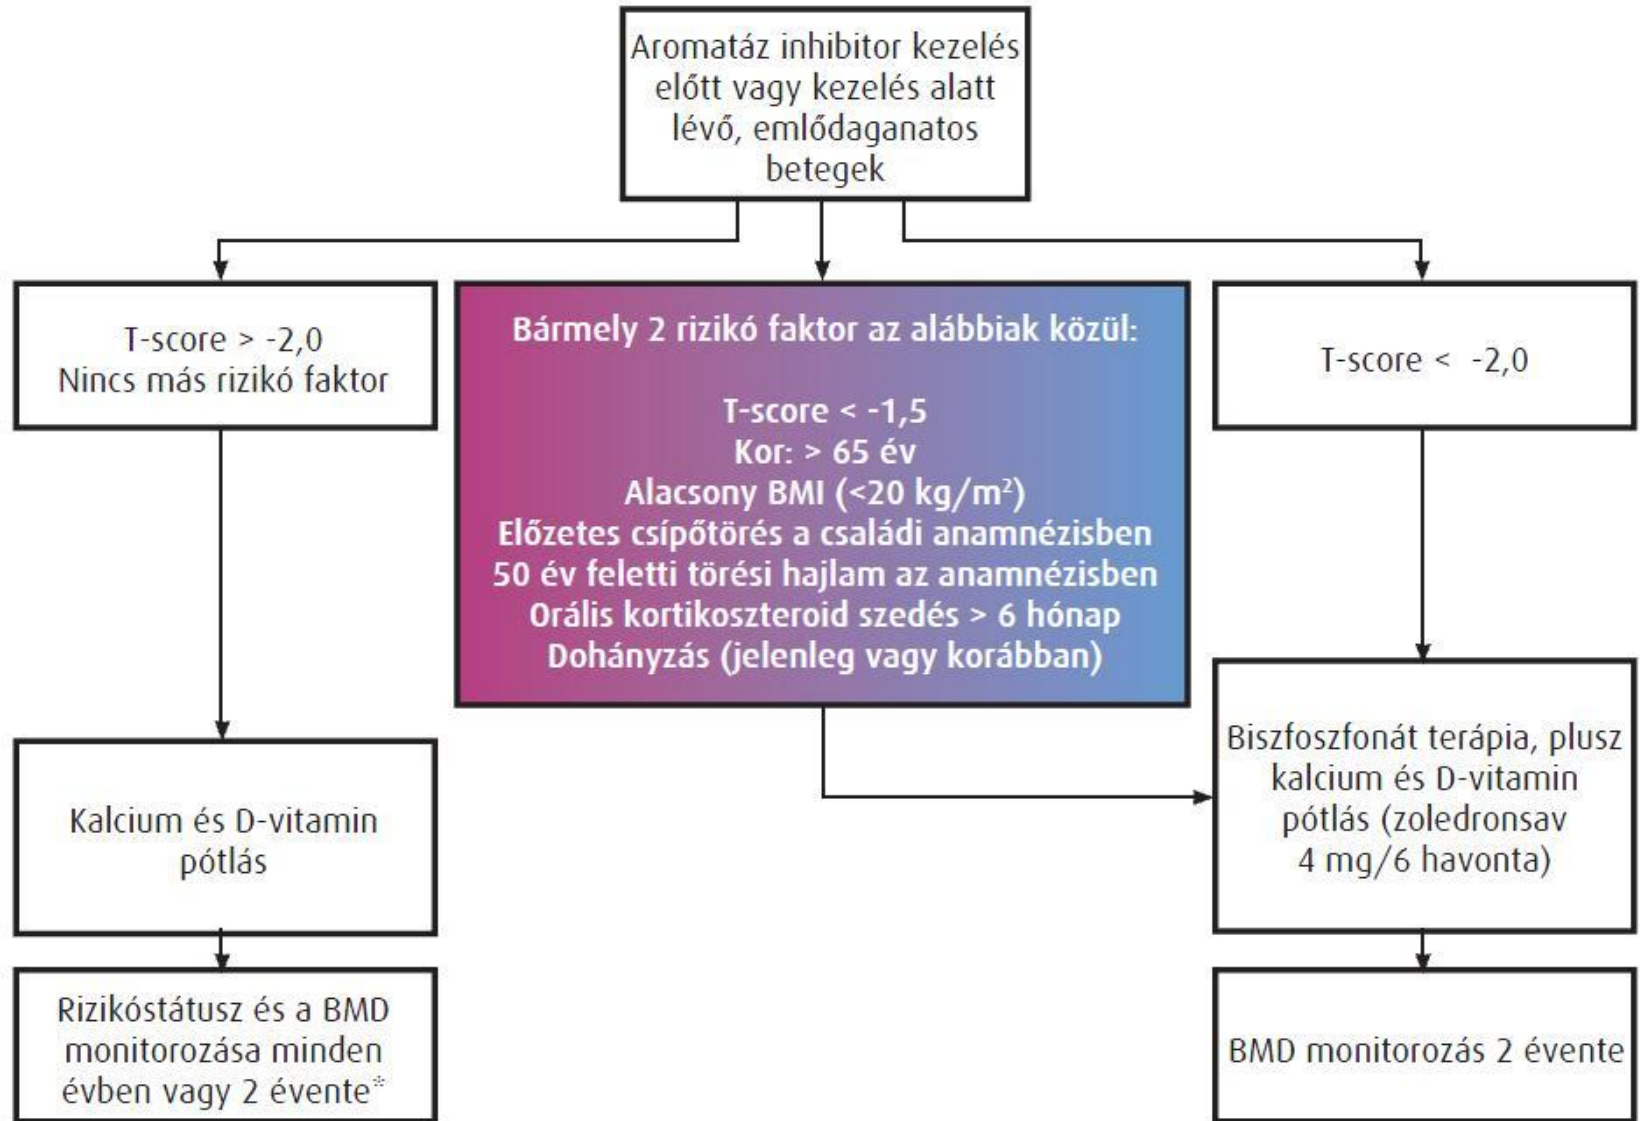 Aromatáz inhibitor kezelés
előtt vagy kezelés alatt
lévő, emlődaganatos
betegek
T-score > -2,0
Nincs más rizikó faktor
Bármely 2 rizikó faktor az alábbiak közül:
T-score < -1,5
Kor: > 65 év
Alacsony BMI (<20 kg/m²)
Előzetes csípőtörés a családi anamnézisben
50 év feletti törési hajlam az anamnézisben
Orális kortikoszteroid szedés > 6 hónap
Dohányzás (jelenleg vagy korábban)
T-score < -2,0
Kalcium és D-vitamin
pótlás
Biszfoszfonát terápia, plusz
kalcium és D-vitamin
pótlás (zoledronsav
4 mg/6 havonta)
Rizikóstátusz és a BMD
monitorozása minden
évben vagy 2 évente*
BMD monitorozás 2 évente